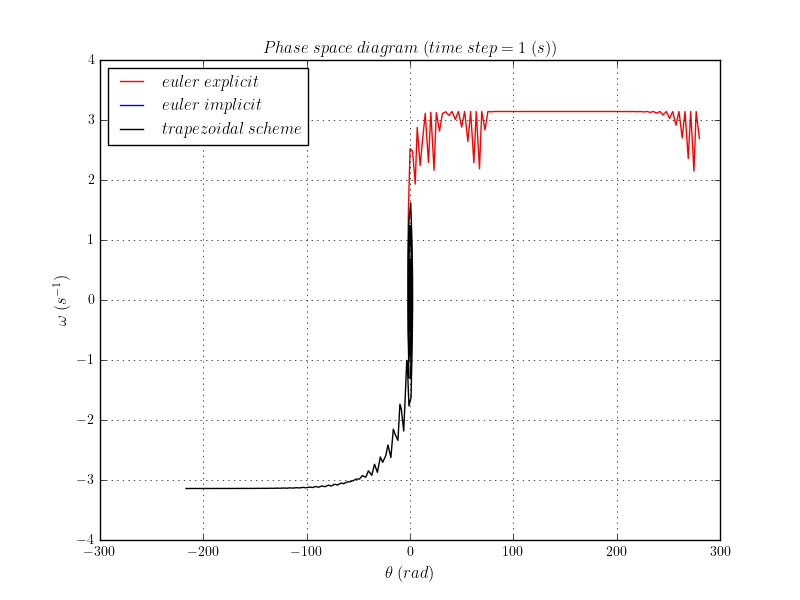 Phase space diagram (time step = 1 (s))
euler explicit
euler implicit
trapezoidal scheme
4
3
2
1
0
−1
−2
−3
−4
ω (s⁻¹)
−300 −200 −100 0 100 200 300
θ (rad)